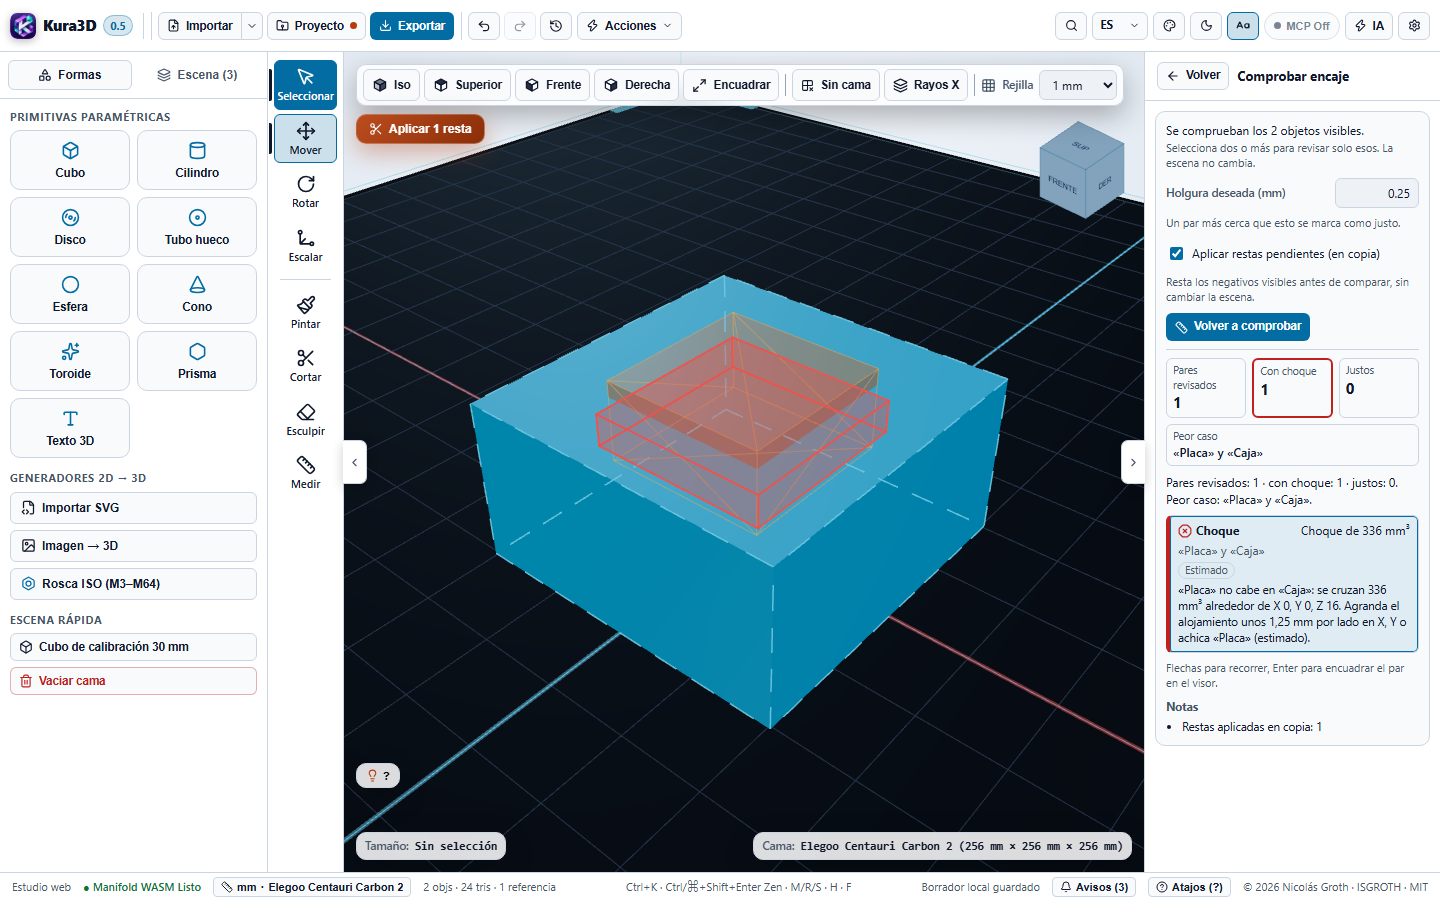 Kura3D 0.5 Importar Proyecto Exportar Acciones ES Aa MCP Off IA
Formas Escena (3)
PRIMITIVAS PARAMÉTRICAS
Cubo Cilindro
Disco Tubo hueco
Esfera Cono
Toroide Prisma
Texto 3D
GENERADORES 2D → 3D
Importar SVG
Imagen → 3D
Rosca ISO (M3–M64)
ESCENA RÁPIDA
Cubo de calibración 30 mm
Vaciar cama
Seleccionar
Mover
Rotar
Escalar
Pintar
Cortar
Esculpir
Medir
Iso Superior Frente Derecha Encuadrar Sin cama Rayos X Rejilla 1 mm
Aplicar 1 resta
SUP
FRENTE DER
?
Tamaño: Sin selección
Cama: Elegoo Centauri Carbon 2 (256 mm × 256 mm × 256 mm)
Volver Comprobar encaje
Se comprueban los 2 objetos visibles.
Selecciona dos o más para revisar solo esos. La
escena no cambia.
Holgura deseada (mm) 0.25
Un par más cerca que esto se marca como justo.
Aplicar restas pendientes (en copia)
Resta los negativos visibles antes de comparar, sin
cambiar la escena.
Volver a comprobar
Pares
revisados
1
Con choque
1
Justos
0
Peor caso
«Placa» y «Caja»
Pares revisados: 1 · con choque: 1 · justos: 0.
Peor caso: «Placa» y «Caja».
Choque Choque de 336 mm³
«Placa» y «Caja»
Estimado
«Placa» no cabe en «Caja»: se cruzan 336
mm³ alrededor de X 0, Y 0, Z 16. Agranda el
alojamiento unos 1,25 mm por lado en X, Y o
achica «Placa» (estimado).
Flechas para recorrer, Enter para encuadrar el par
en el visor.
Notas
• Restas aplicadas en copia: 1
Estudio web ● Manifold WASM Listo mm · Elegoo Centauri Carbon 2 2 objs · 24 tris · 1 referencia Ctrl+K · Ctrl/⌘+Shift+Enter Zen · M/R/S · H · F Borrador local guardado Avisos (3) Atajos (?) © 2026 Nicolás Groth · ISGROTH · MIT